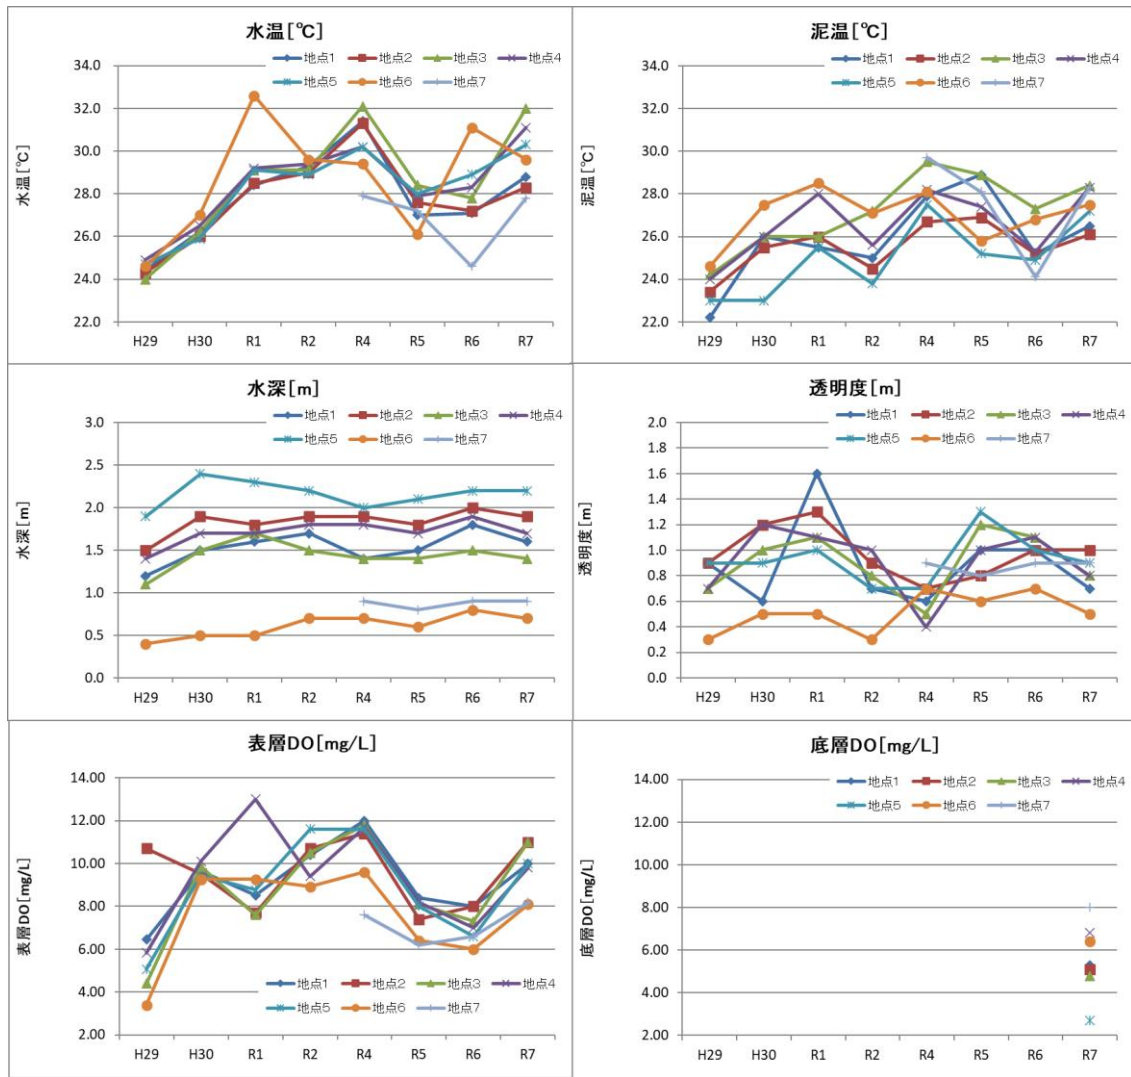 水温[℃]
地点1 地点2 地点3 地点4
地点5 地点6 地点7
34.0
32.0
30.0
28.0
26.0
24.0
22.0
水温[℃]
H29 H30 R1 R2 R4 R5 R6 R7
泥温[℃]
地点1 地点2 地点3 地点4
地点5 地点6 地点7
34.0
32.0
30.0
28.0
26.0
24.0
22.0
泥温[℃]
H29 H30 R1 R2 R4 R5 R6 R7
水深[m]
地点1 地点2 地点3 地点4
地点5 地点6 地点7
3.0
2.5
2.0
1.5
1.0
0.5
0.0
水深[m]
H29 H30 R1 R2 R4 R5 R6 R7
透明度[m]
地点1 地点2 地点3 地点4
地点5 地点6 地点7
2.0
1.8
1.6
1.4
1.2
1.0
0.8
0.6
0.4
0.2
0.0
透明度[m]
H29 H30 R1 R2 R4 R5 R6 R7
表層DO[mg/L]
14.00
12.00
10.00
8.00
6.00
4.00
2.00
表層DO[mg/L]
地点1 地点2 地点3 地点4
地点5 地点6 地点7
H29 H30 R1 R2 R4 R5 R6 R7
底層DO[mg/L]
地点1 地点2 地点3 地点4
地点5 地点6 地点7
14.00
12.00
10.00
8.00
6.00
4.00
2.00
底層DO[mg/L]
H29 H30 R1 R2 R4 R5 R6 R7